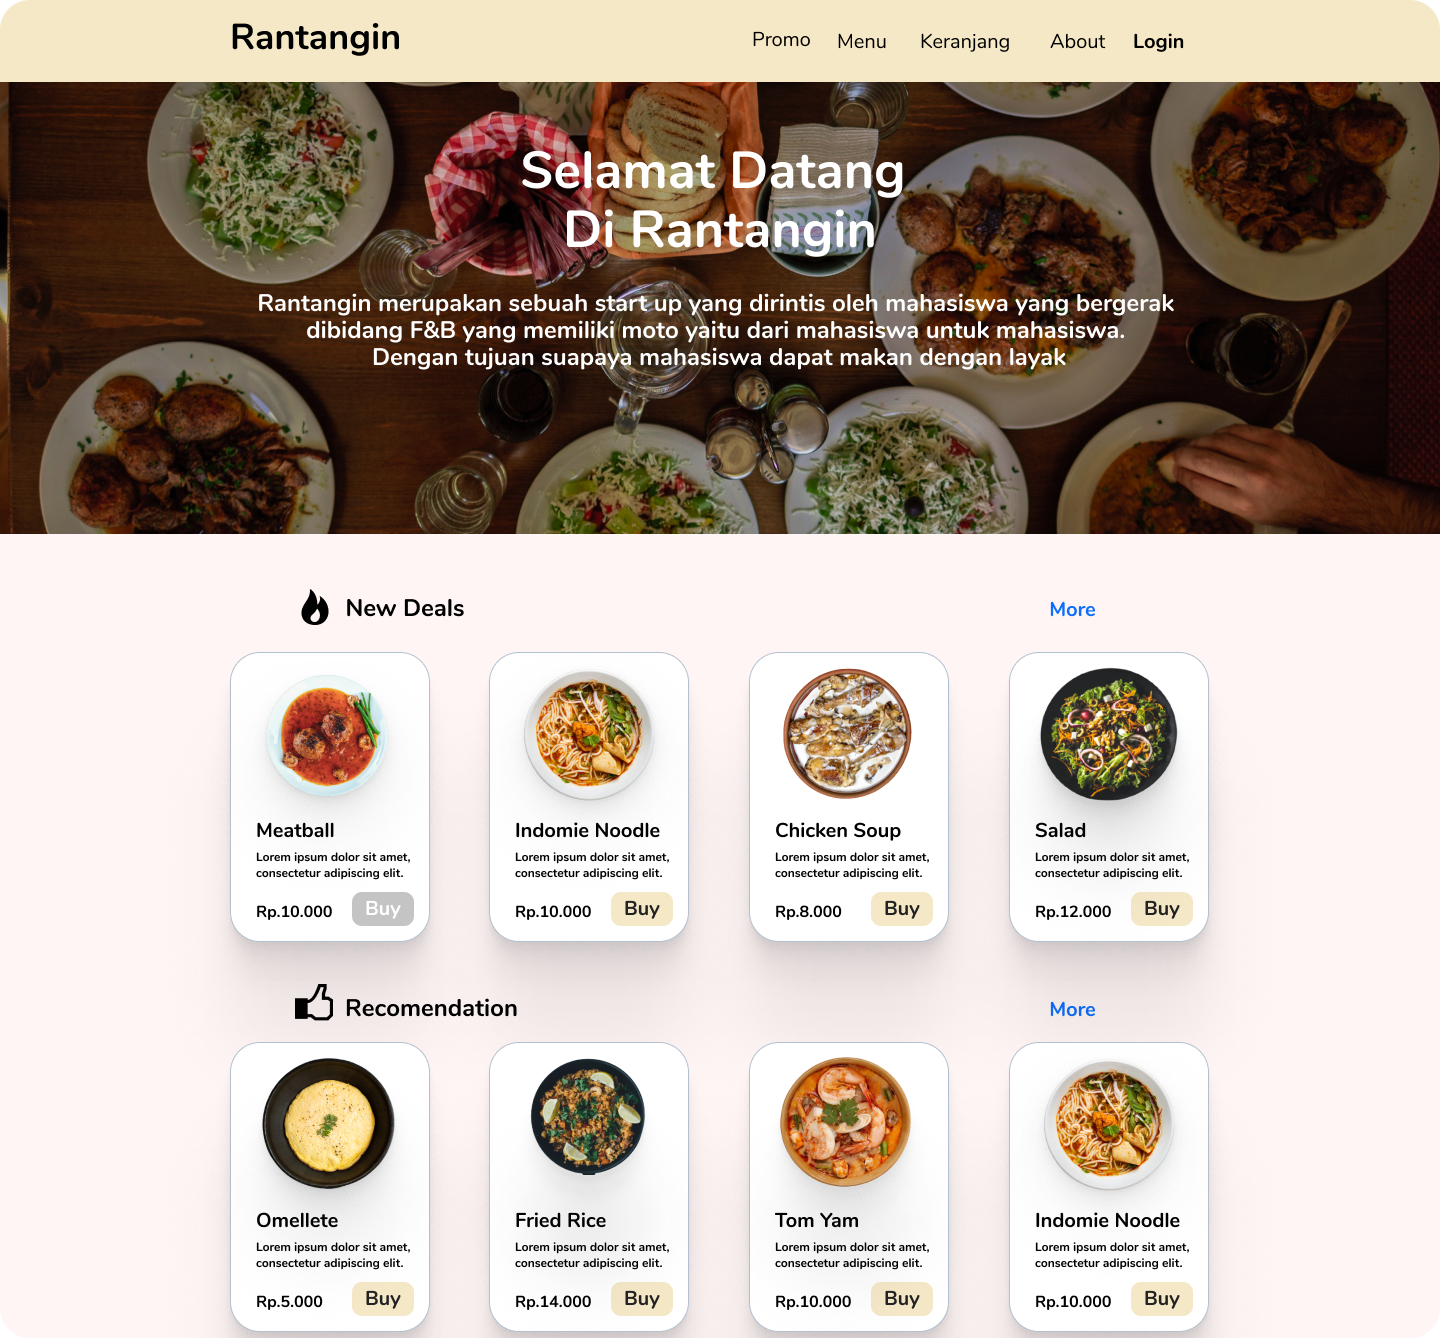 Rantangin
Promo Menu Keranjang About Login
Selamat Datang
Di Rantangin
Rantangin merupakan sebuah start up yang dirintis oleh mahasiswa yang bergerak
dibidang F&B yang memiliki moto yaitu dari mahasiswa untuk mahasiswa.
Dengan tujuan suapaya mahasiswa dapat makan dengan layak
New Deals
More
Meatball
Lorem ipsum dolor sit amet,
consectetur adipiscing elit.
Rp.10.000 Buy
Indomie Noodle
Lorem ipsum dolor sit amet,
consectetur adipiscing elit.
Rp.10.000 Buy
Chicken Soup
Lorem ipsum dolor sit amet,
consectetur adipiscing elit.
Rp.8.000 Buy
Salad
Lorem ipsum dolor sit amet,
consectetur adipiscing elit.
Rp.12.000 Buy
Recomendation
More
Omellete
Lorem ipsum dolor sit amet,
consectetur adipiscing elit.
Rp.5.000 Buy
Fried Rice
Lorem ipsum dolor sit amet,
consectetur adipiscing elit.
Rp.14.000 Buy
Tom Yam
Lorem ipsum dolor sit amet,
consectetur adipiscing elit.
Rp.10.000 Buy
Indomie Noodle
Lorem ipsum dolor sit amet,
consectetur adipiscing elit.
Rp.10.000 Buy